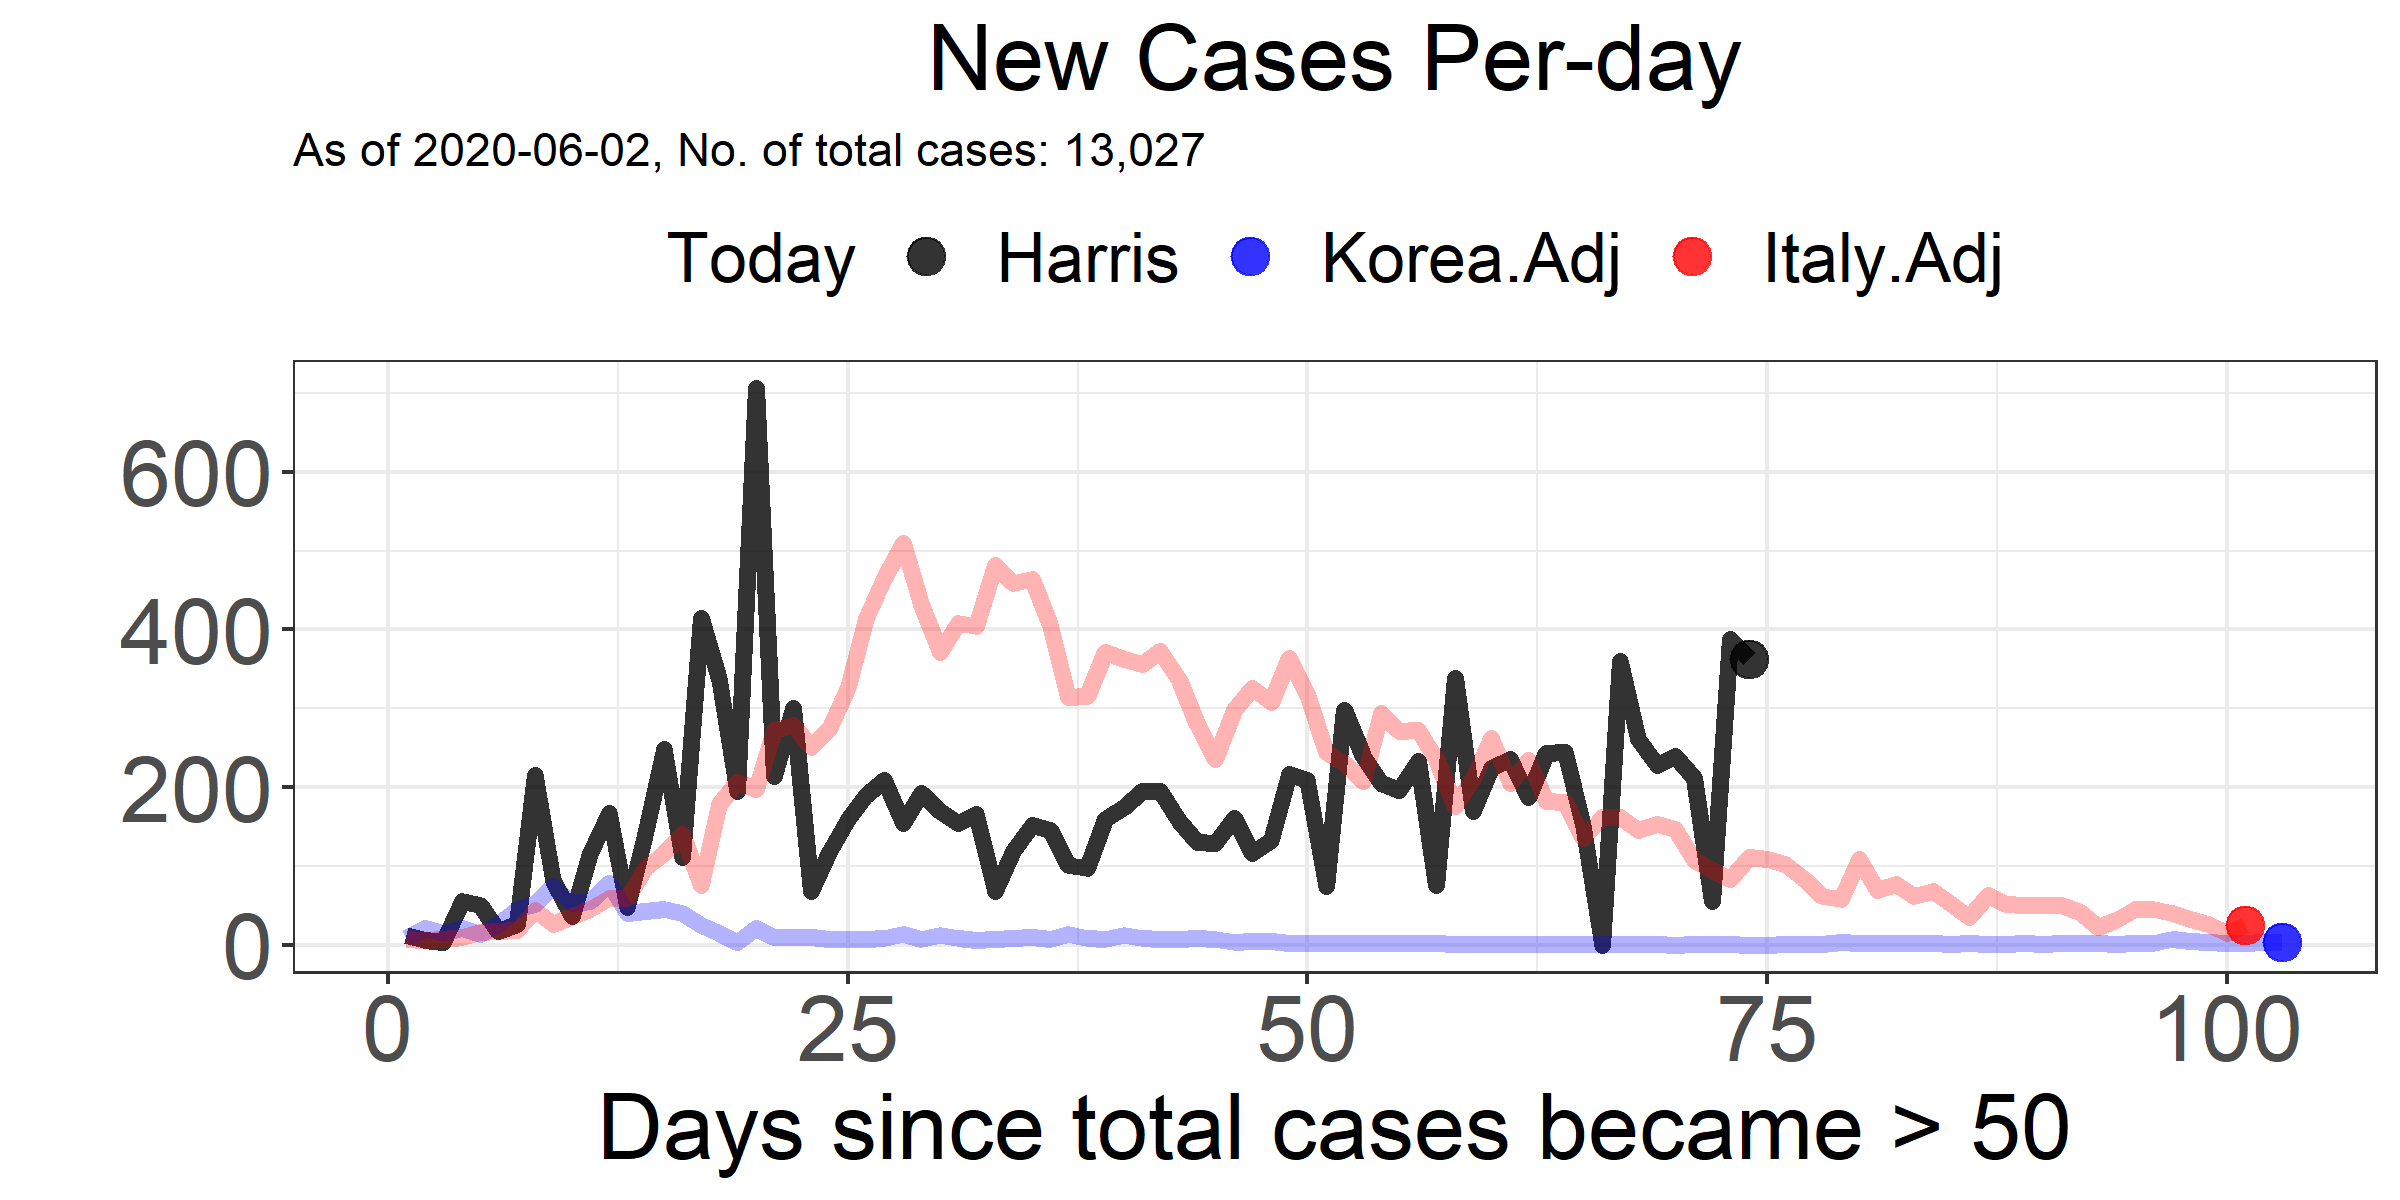 New Cases Per-day
As of 2020-06-02, No. of total cases: 13,027
Today Harris Korea.Adj Italy.Adj
600
400
200
0
0 25 50 75 100
Days since total cases became > 50